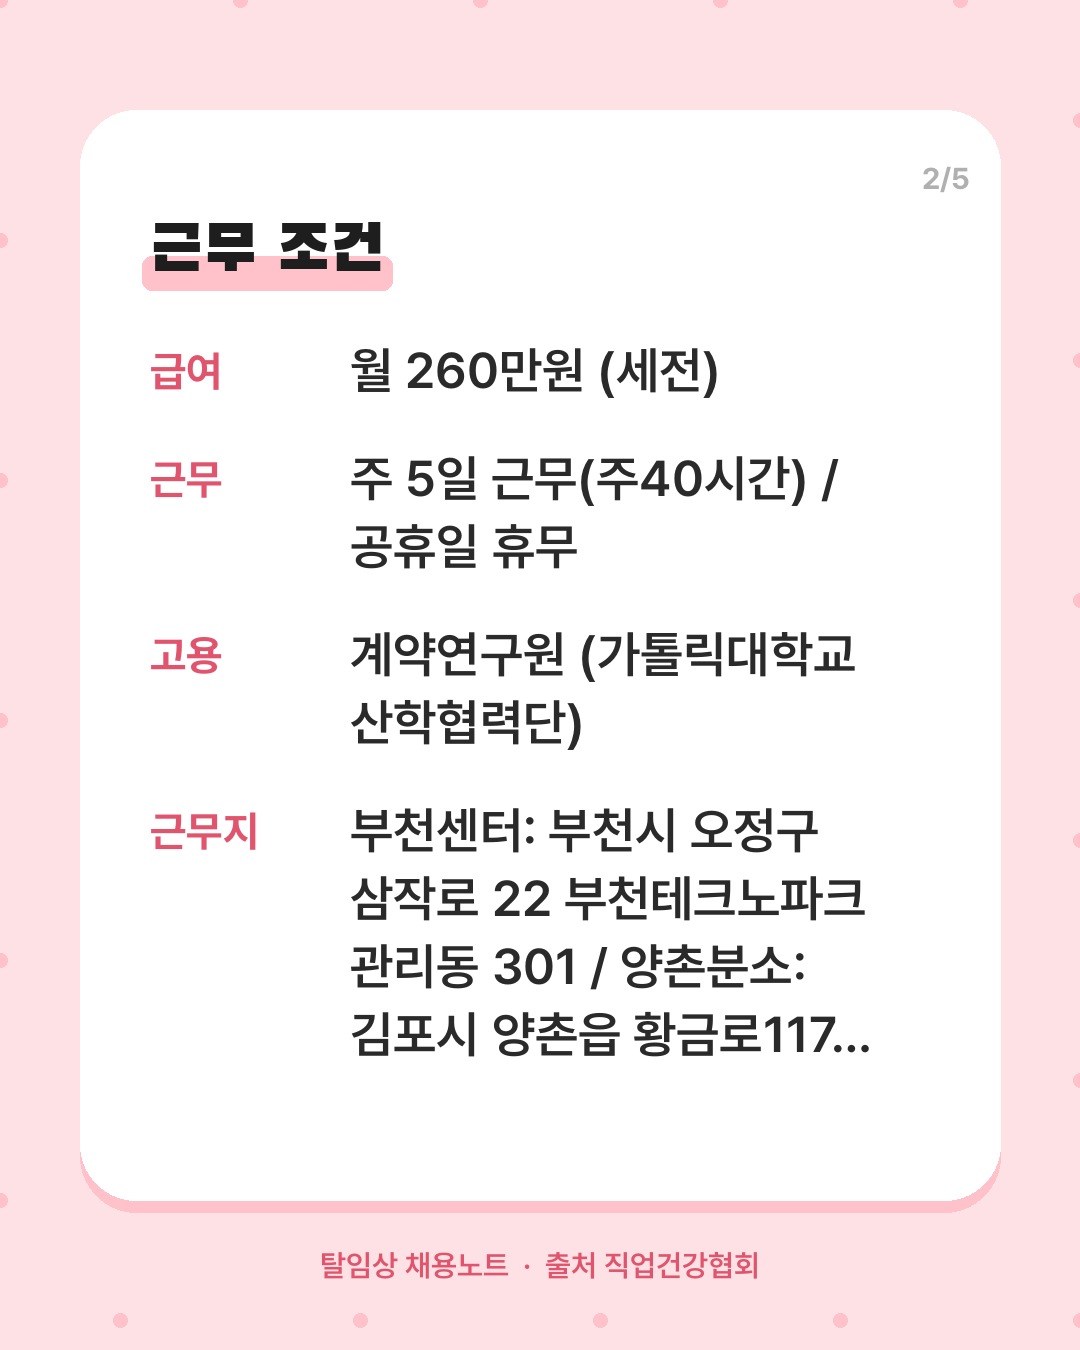 2/5
근무 조건
급여 월 260만원 (세전)
근무 주 5일 근무(주40시간) /
공휴일 휴무
고용 계약연구원 (가톨릭대학교
산학협력단)
근무지 부천센터: 부천시 오정구
삼작로 22 부천테크노파크
관리동 301 / 양촌분소:
김포시 양촌읍 황금로117...
탈임상 채용노트 · 출처 직업건강협회